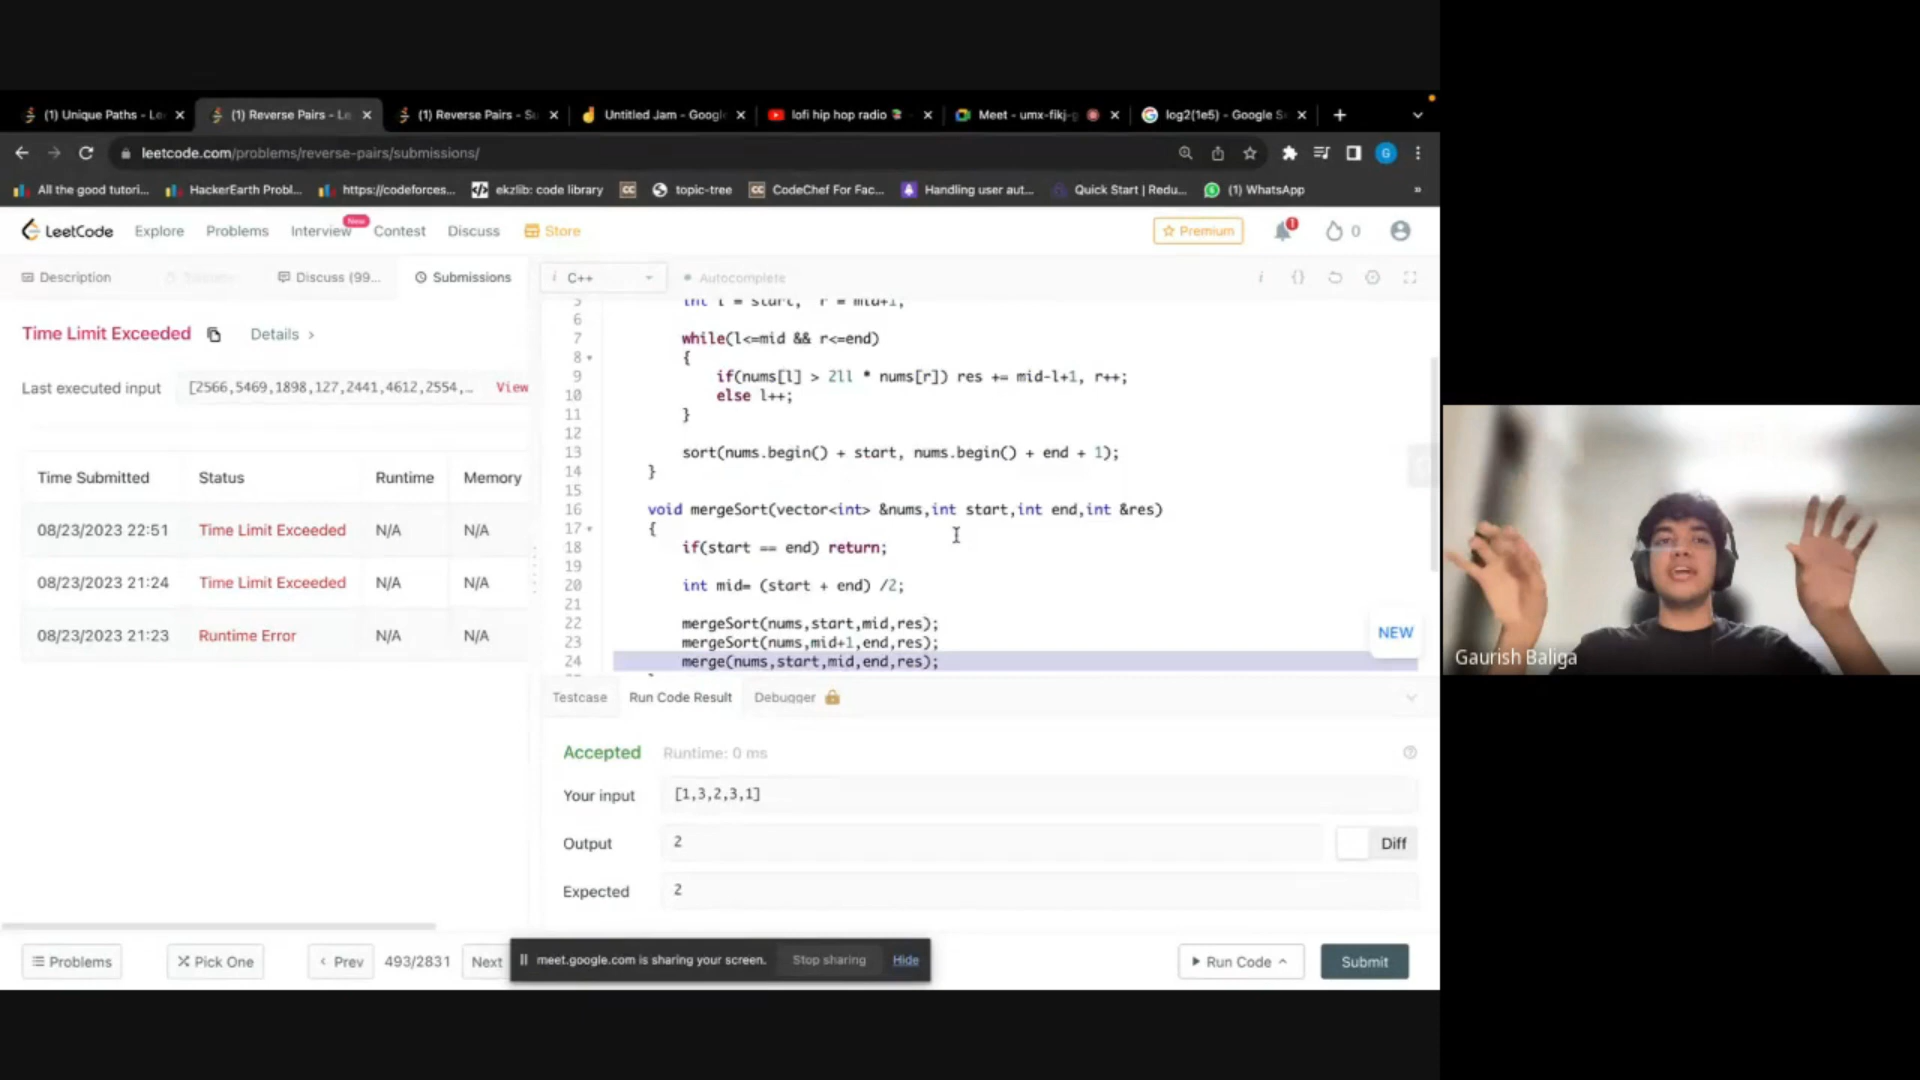 (1) Unique Paths - Le
(1) Reverse Pairs - Le
(1) Reverse Pairs - Su
Untitled Jam - Google
lofi hip hop radio
Meet - umx-fikj-
log2(1e5) - Google S
leetcode.com/problems/reverse-pairs/submissions/
G
All the good tutori...
HackerEarth Probl...
https://codeforces...
ekzlib: code library
CC
topic-tree
CC CodeChef For Fac...
Handling user aut...
Quick Start | Redu...
(1) WhatsApp
»
LeetCode
Explore
Problems
Interview
New
Contest
Discuss
Store
Premium
1
0
Description
Discuss (99...
Submissions
i C++
Autocomplete
i {}
Time Limit Exceeded
Details >
Last executed input
[2566,5469,1898,127,2441,4612,2554,...
View
Time Submitted Status Runtime Memory
08/23/2023 22:51 Time Limit Exceeded N/A N/A
08/23/2023 21:24 Time Limit Exceeded N/A N/A
08/23/2023 21:23 Runtime Error N/A N/A
5 int l = start, r = mid+1,
6
7 while(l<=mid && r<=end)
8 {
9 if(nums[l] > 2ll * nums[r]) res += mid-l+1, r++;
10 else l++;
11 }
12
13 sort(nums.begin() + start, nums.begin() + end + 1);
14 }
15
16 void mergeSort(vector<int> &nums,int start,int end,int &res)
17 {
18 if(start == end) return;
19
20 int mid= (start + end) /2;
21
22 mergeSort(nums,start,mid,res);
23 mergeSort(nums,mid+1,end,res);
24 merge(nums,start,mid,end,res);
NEW
Testcase
Run Code Result
Debugger
Accepted
Runtime: 0 ms
Your input
[1,3,2,3,1]
Output
2
Diff
Expected
2
Problems
Pick One
Prev
493/2831
Next
meet.google.com is sharing your screen.
Stop sharing
Hide
Run Code
Submit
Gaurish Baliga